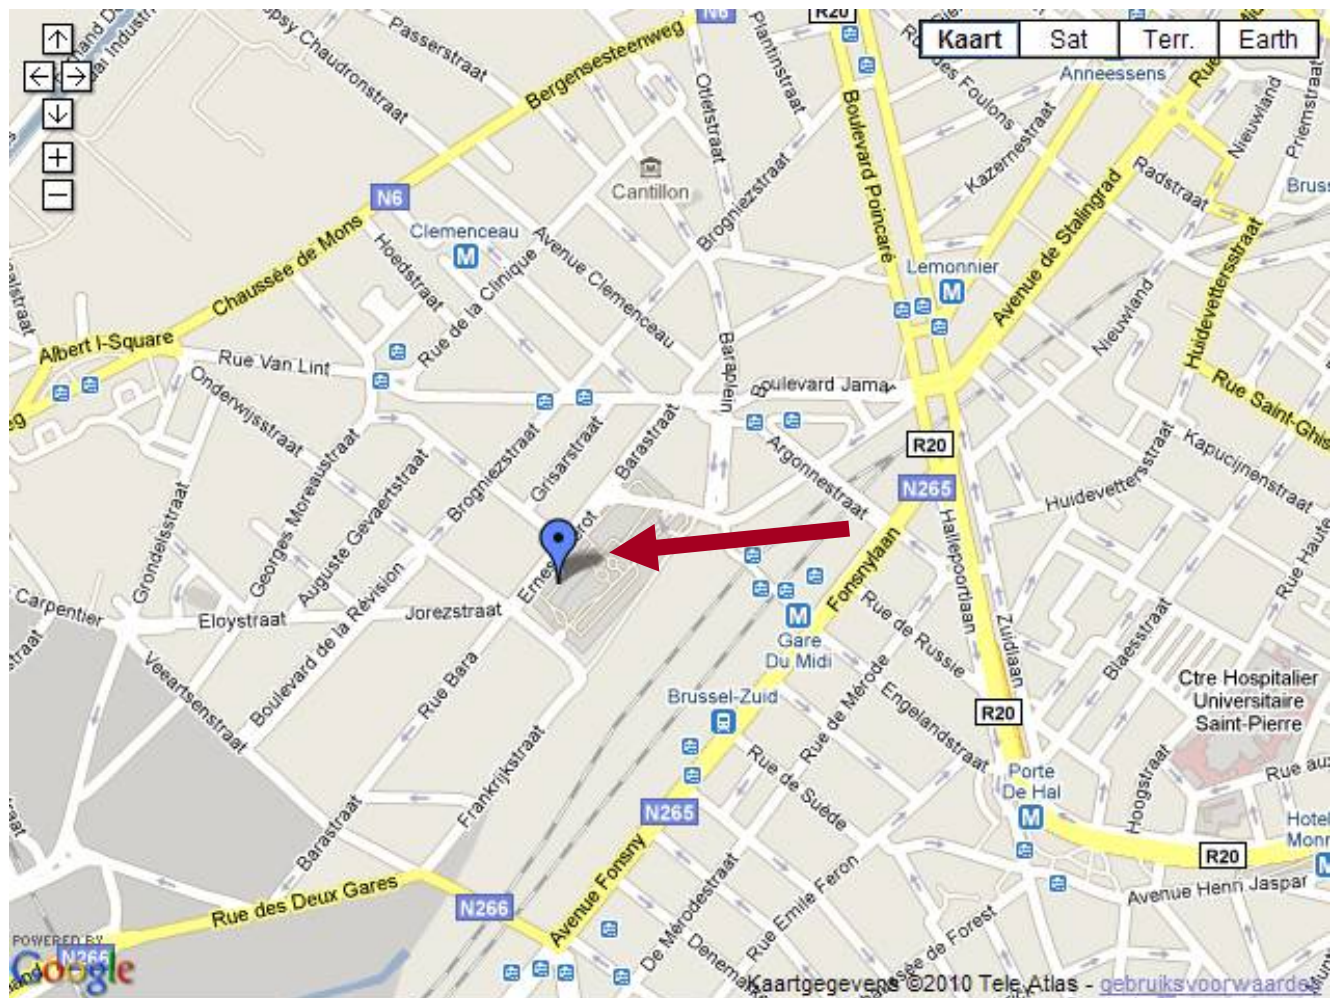 N6
R20
Kaart
Sat
Terr.
Earth
Passerstraat
Plantinstraat
Bergensesteenweg
Otletstraat
Boulevard Poincaré
Anneessens
Nieuwland
Priemstraat
Kazernestraat
Radstraat
Cantillon
N6
Clemenceau
Hoedstraat
Avenue Clemenceau
Brogniezstraat
Chaussée de Mons
Rue de la Clinique
Lemonnier
Avenue de Stalingrad
Huidevettersstraat
Nieuwland
Albert I-Square
Rue Van Lint
Baraplein
Boulevard Jamar
Rue Saint-Ghis
Onderwijsstraat
Grisarstraat
Barastraat
Argonnestraat
R20
Kapucijnenstraat
Georges Moreaustraat
Auguste Gevaertstraat
Brogniezstraat
N265
Huidevettersstraat
Grondelsstraat
Hallepoortlaan
Rue Haute
Fonsnylaan
Carpentier
Eloystraat
Boulevard de la Révision
Jorezstraat
Rue de Russie
Zuidlaan
Blaesstraat
Gare
Du Midi
Veeartsenstraat
Rue Bara
Brussel-Zuid
Rue de Merode
Engelandstraat
R20
Ctre Hospitalier
Universitaire
Saint-Pierre
Frankrijkstraat
Rue de Suède
Porte
De Hal
Hoogstraat
N265
Barastraat
R20
Rue des Deux Gares
N266
Avenue Fonsny
De Mérodestraat
Rue Emile Feron
Avenue Henri Jaspar
POWERED BY
Google
N266
Kaartgegevens ©2010 Tele Atlas - gebruiksvoorwaarden